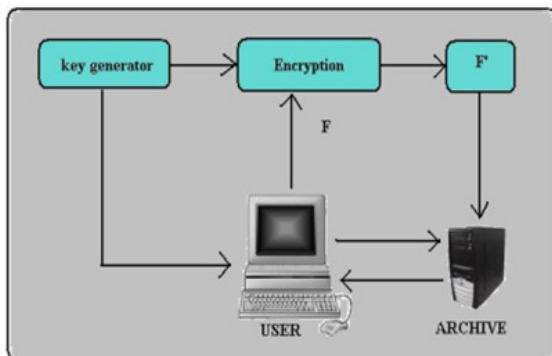 key generator
Encryption
F'
F
USER
ARCHIVE